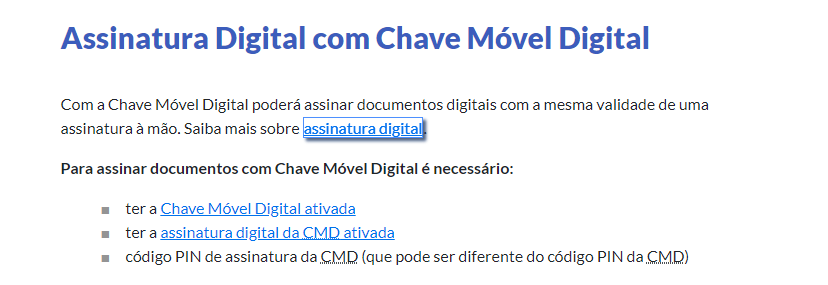 Assinatura Digital com Chave Móvel Digital
Com a Chave Móvel Digital poderá assinar documentos digitais com a mesma validade de uma
assinatura à mão. Saiba mais sobre assinatura digital.
Para assinar documentos com Chave Móvel Digital é necessário:
ter a Chave Móvel Digital ativada
ter a assinatura digital da CMD ativada
código PIN de assinatura da CMD (que pode ser diferente do código PIN da CMD)